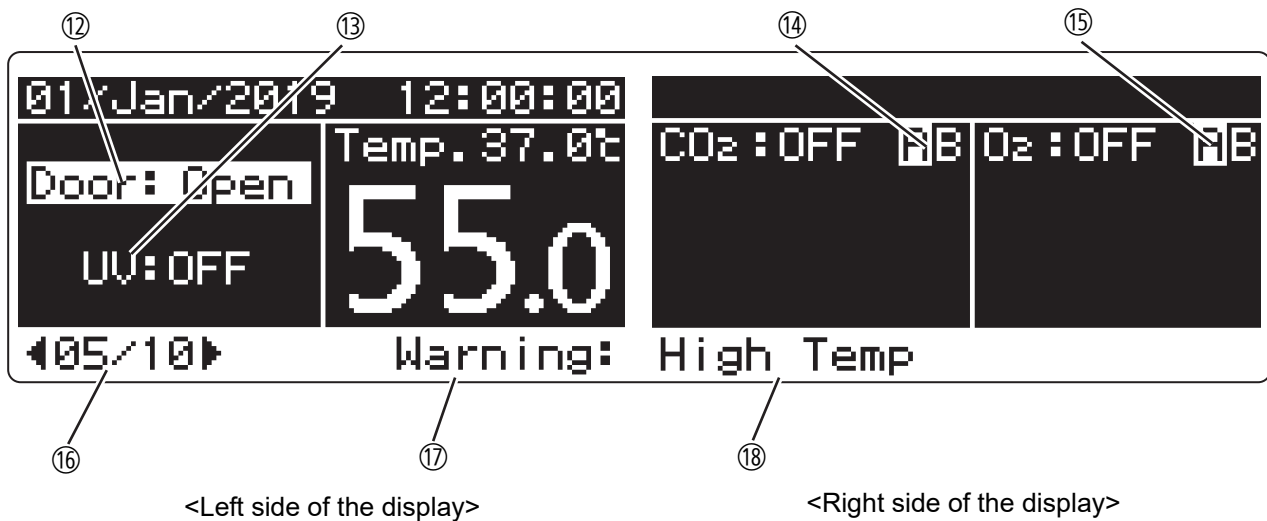 ⑫ ⑬ ⑭ ⑮
01/Jan/2019 12:00:00
Door: Open
UV:OFF
Temp.37.0℃
55.0
CO₂:OFF AB
O₂:OFF AB
◀05/10▶ Warning: High Temp
⑯ ⑰ ⑱
<Left side of the display>
<Right side of the display>